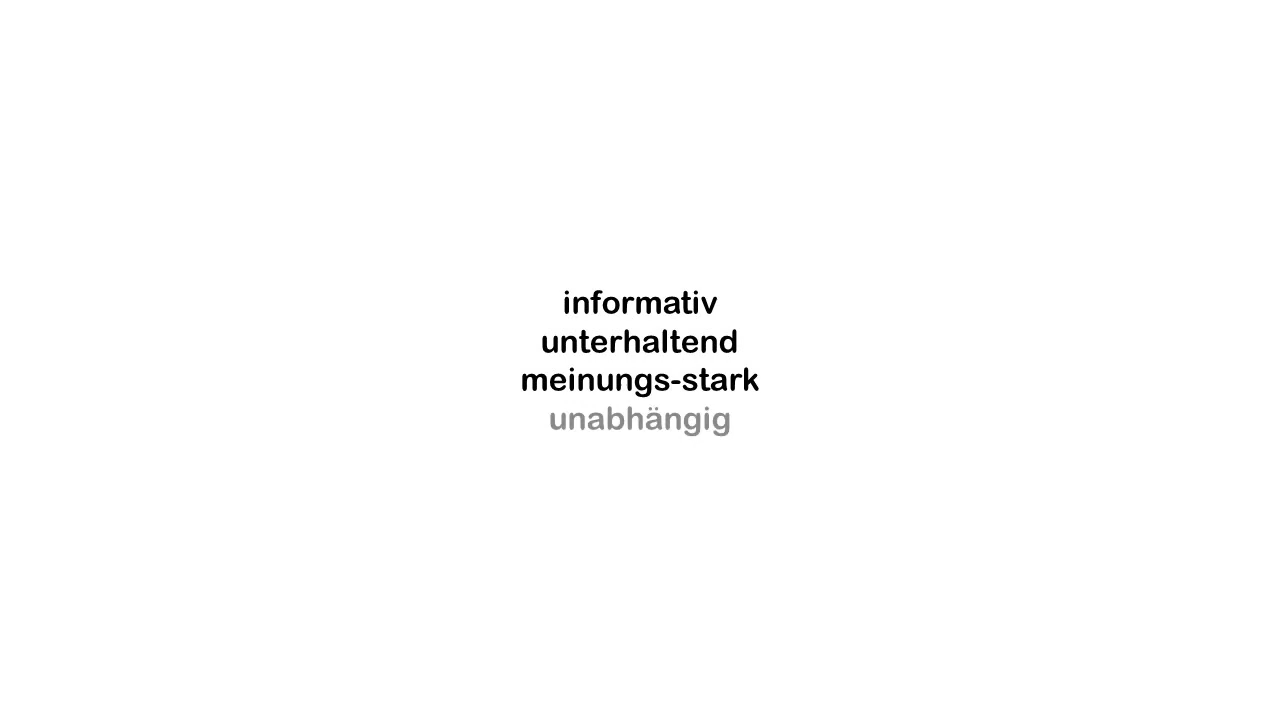 informativ
unterhaltend
meinungs-stark
unabhängig